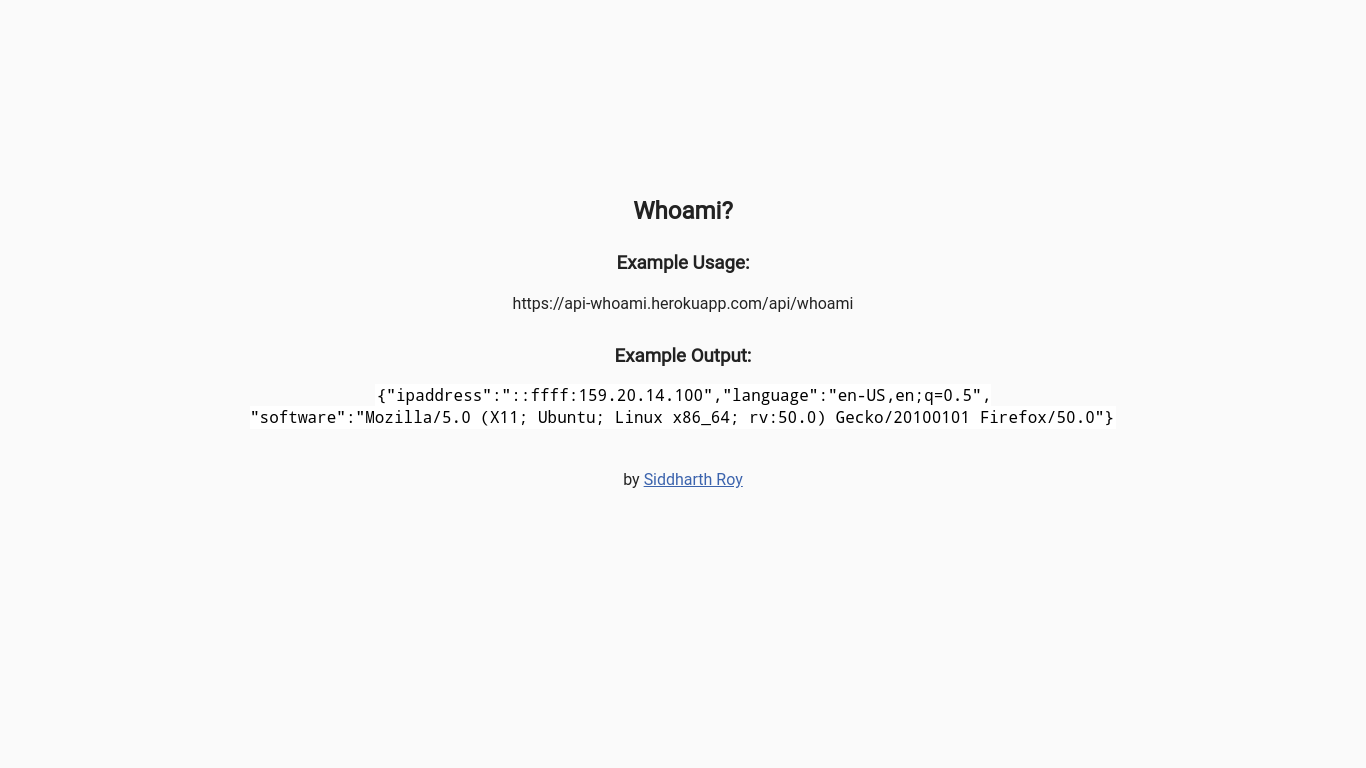 Whoami?
Example Usage:
https://api-whoami.herokuapp.com/api/whoami
Example Output:
{"ipaddress":"::ffff:159.20.14.100","language":"en-US,en;q=0.5",
"software":"Mozilla/5.0 (X11; Ubuntu; Linux x86_64; rv:50.0) Gecko/20100101 Firefox/50.0"}
by Siddharth Roy